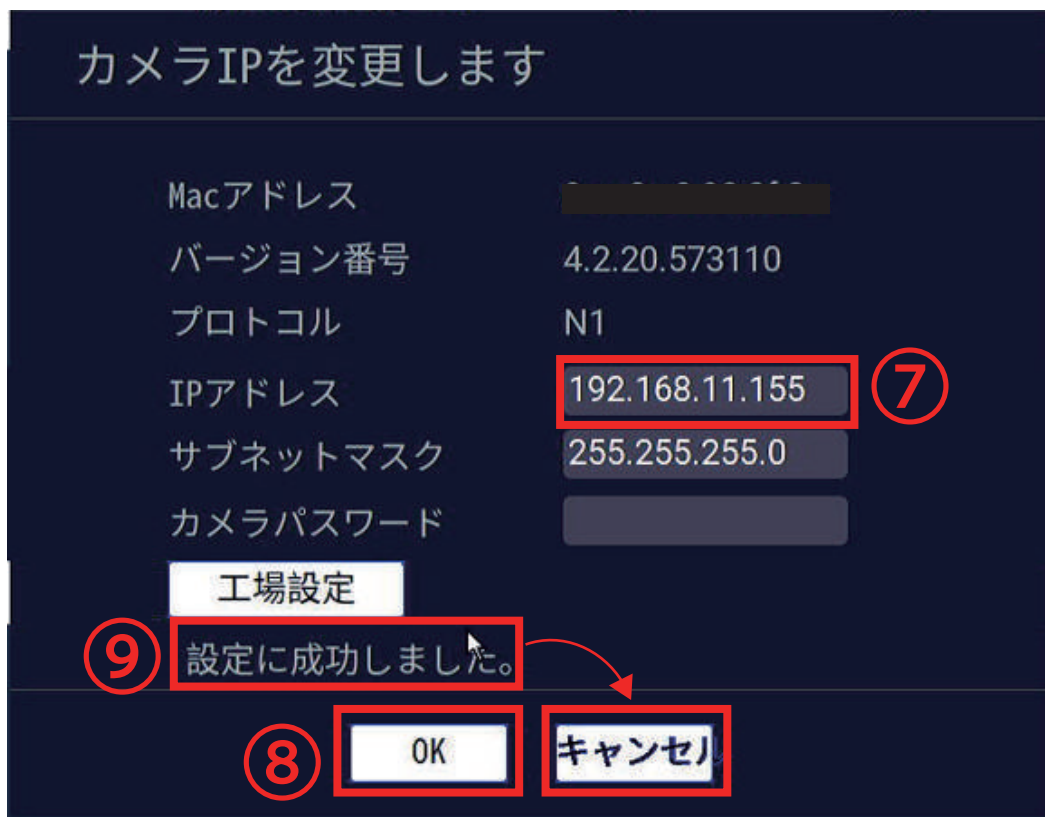 カメラIPを変更します
Macアドレス
バージョン番号 4.2.20.573110
プロトコル N1
IPアドレス 192.168.11.155 ⑦
サブネットマスク 255.255.255.0
カメラパスワード
工場設定
⑨ 設定に成功しました。
⑧ OK キャンセル